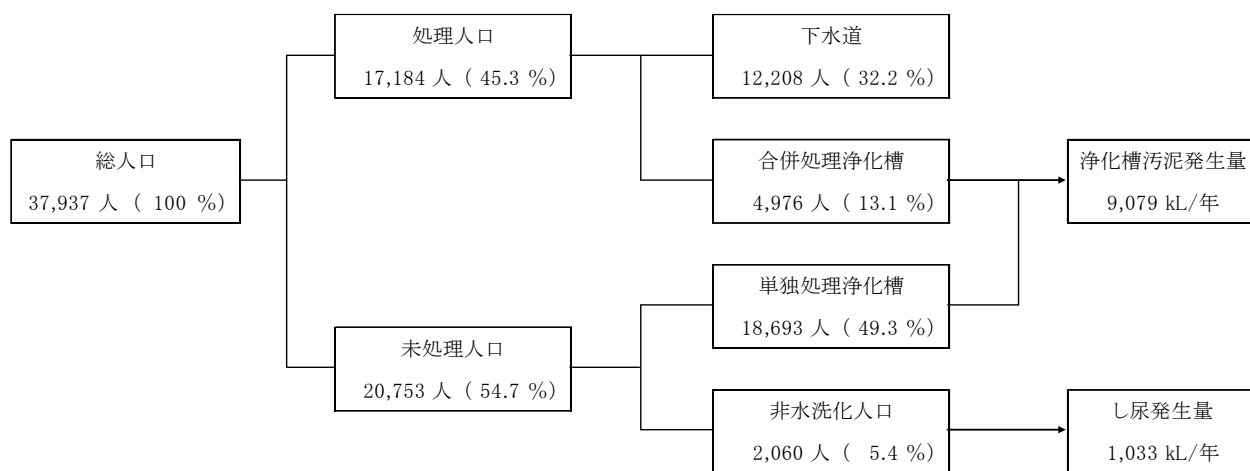 総人口
37,937 人 ( 100 %)
処理人口
17,184 人 ( 45.3 %)
未処理人口
20,753 人 ( 54.7 %)
下水道
12,208 人 ( 32.2 %)
合併処理浄化槽
4,976 人 ( 13.1 %)
単独処理浄化槽
18,693 人 ( 49.3 %)
非水洗化人口
2,060 人 ( 5.4 %)
浄化槽汚泥発生量
9,079 kL/年
し尿発生量
1,033 kL/年